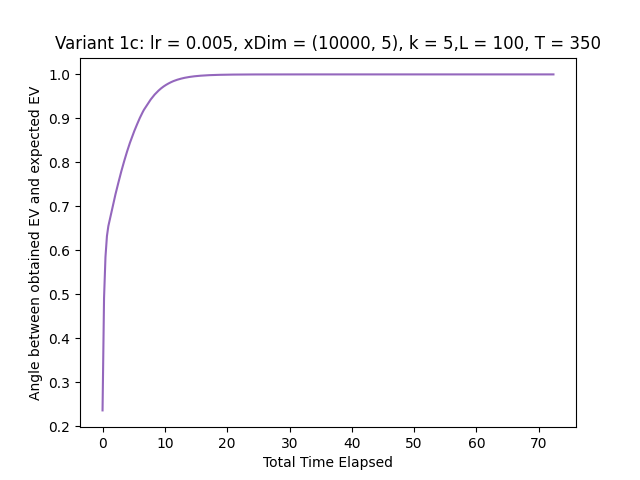 Variant 1c: lr = 0.005, xDim = (10000, 5), k = 5,L = 100, T = 350
Angle between obtained EV and expected EV
1.0
0.9
0.8
0.7
0.6
0.5
0.4
0.3
0.2
0 10 20 30 40 50 60 70
Total Time Elapsed